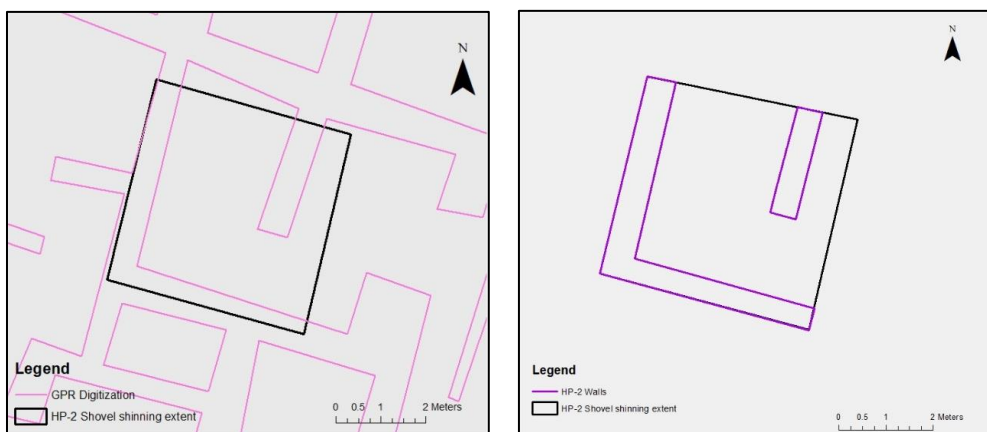 N
Legend
GPR Digitization
HP-2 Shovel shinning extent
0 0.5 1 2 Meters
N
Legend
HP-2 Walls
HP-2 Shovel shinning extent
0 0.5 1 2 Meters